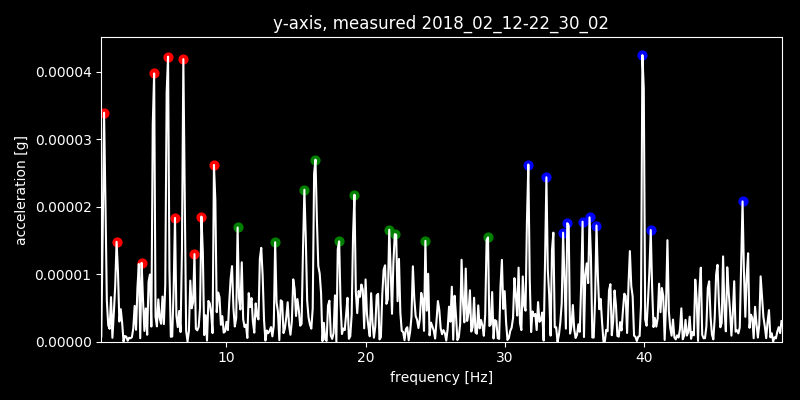 y-axis, measured 2018_02_12-22_30_02
0.00004
0.00003
0.00002
0.00001
0.00000
acceleration [g]
10 20 30 40
frequency [Hz]